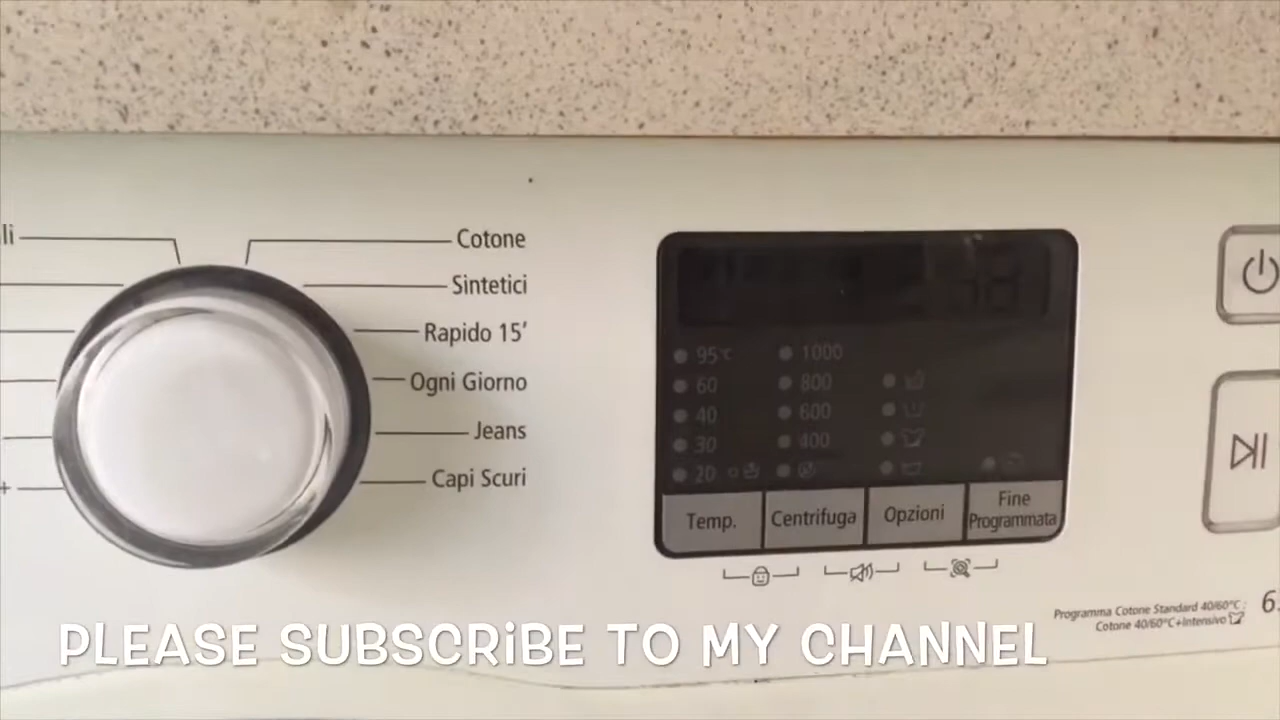 Cotone
Sintetici
Rapido 15'
Ogni Giorno
Jeans
Capi Scuri
95°c
60
40
30
20
1000
800
600
400
Temp.
Centrifuga
Opzioni
Fine
Programmata
Programma Cotone Standard 40/60°C :
Cotone 40/60°C+Intensivo
PLEASE SUBSCRiBE TO MY CHANNEL